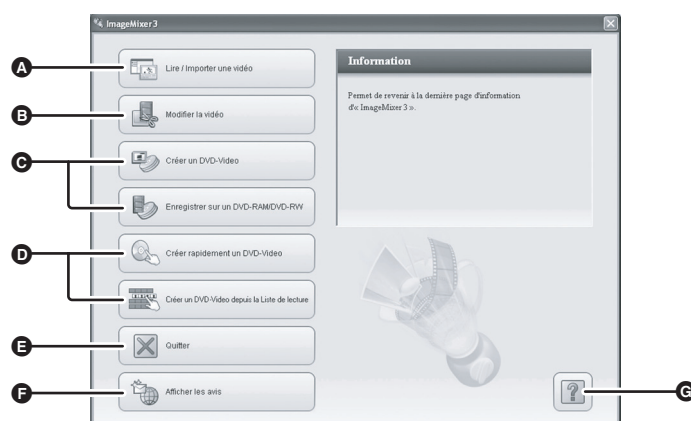 ImageMixer3
A
Lire / Importer une vidéo
B
Modifier la vidéo
C
Créer un DVD-Video
Enregistrer sur un DVD-RAM/DVD-RW
D
Créer rapidement un DVD-Video
Créer un DVD-Video depuis la Liste de lecture
E
Quitter
F
Afficher les avis
Information
Permet de revenir à la dernière page d'information
d'« ImageMixer 3 ».
?
G